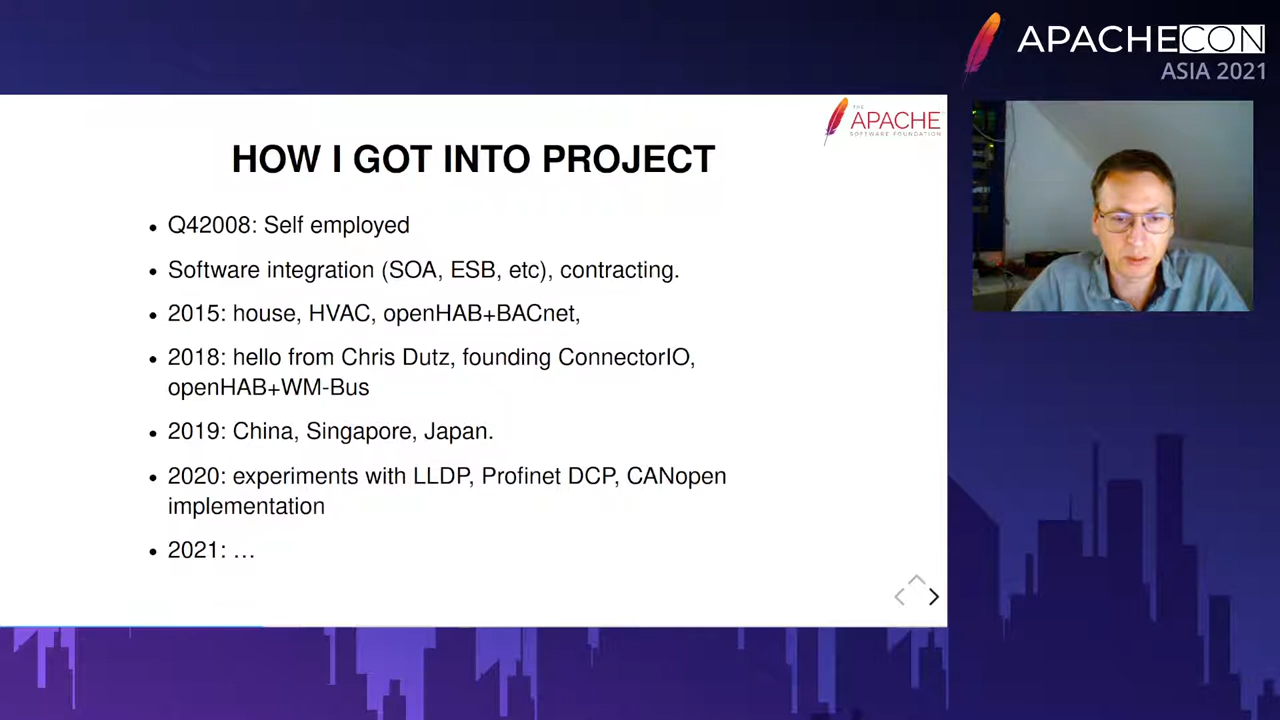 APACHECON
ASIA 2021
THE
APACHE
SOFTWARE FOUNDATION
HOW I GOT INTO PROJECT
• Q42008: Self employed
• Software integration (SOA, ESB, etc), contracting.
• 2015: house, HVAC, openHAB+BACnet,
• 2018: hello from Chris Dutz, founding ConnectorIO,
openHAB+WM-Bus
• 2019: China, Singapore, Japan.
• 2020: experiments with LLDP, Profinet DCP, CANopen
implementation
• 2021: …